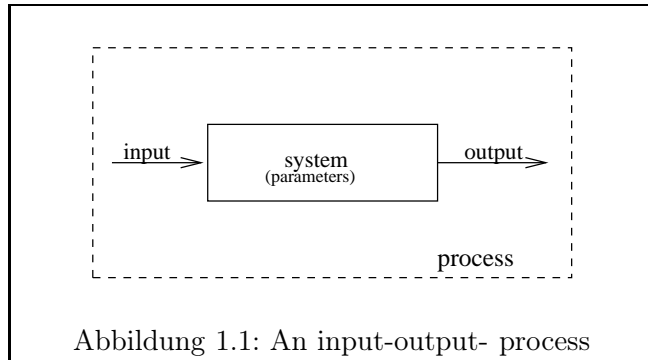 input
system
output
(parameters)
process
Abbildung 1.1: An input-output- process